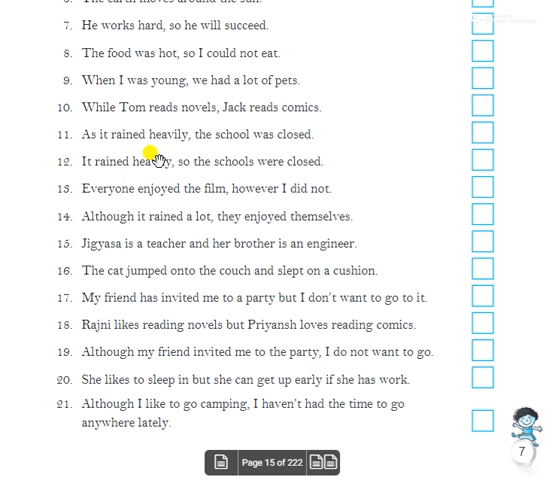 6. The earth moves around the sun.
7. He works hard, so he will succeed.
8. The food was hot, so I could not eat.
9. When I was young, we had a lot of pets.
10. While Tom reads novels, Jack reads comics.
11. As it rained heavily, the school was closed.
12. It rained heavily, so the schools were closed.
13. Everyone enjoyed the film, however I did not.
14. Although it rained a lot, they enjoyed themselves.
15. Jigyasa is a teacher and her brother is an engineer.
16. The cat jumped onto the couch and slept on a cushion.
17. My friend has invited me to a party but I don't want to go to it.
18. Rajni likes reading novels but Priyansh loves reading comics.
19. Although my friend invited me to the party, I do not want to go.
20. She likes to sleep in but she can get up early if she has work.
21. Although I like to go camping, I haven't had the time to go
anywhere lately.
7
Page 15 of 222